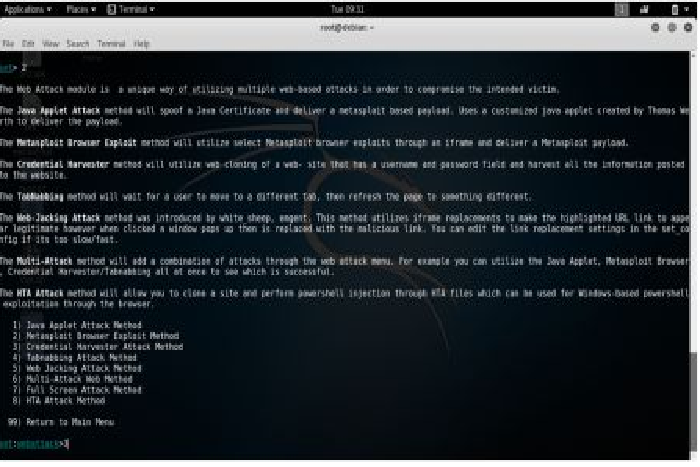 Applications Places Terminal Tue 09:31 1
root@debian: ~
File Edit View Search Terminal Help
set> 2
The Web Attack module is a unique way of utilizing multiple web-based attacks in order to compromise the intended victim.
The Java Applet Attack method will spoof a Java Certificate and deliver a metasploit based payload. Uses a customized java applet created by Thomas We
rth to deliver the payload.
The Metasploit Browser Exploit method will utilize select Metasploit browser exploits through an iframe and deliver a Metasploit payload.
The Credential Harvester method will utilize web cloning of a web- site that has a username and password field and harvest all the information posted
to the website.
The TabNabbing method will wait for a user to move to a different tab, then refresh the page to something different.
The Web-Jacking Attack method was introduced by white_sheep, emgent. This method utilizes iframe replacements to make the highlighted URL link to appe
ar legitimate however when clicked a window pops up then is replaced with the malicious link. You can edit the link replacement settings in the set_co
nfig if its too slow/fast.
The Multi-Attack method will add a combination of attacks through the web attack menu. For example you can utilize the Java Applet, Metasploit Browser
, Credential Harvester/Tabnabbing all at once to see which is successful.
The HTA Attack method will allow you to clone a site and perform powershell injection through HTA files which can be used for Windows-based powershell
exploitation through the browser.
1) Java Applet Attack Method
2) Metasploit Browser Exploit Method
3) Credential Harvester Attack Method
4) Tabnabbing Attack Method
5) Web Jacking Attack Method
6) Multi-Attack Web Method
7) Full Screen Attack Method
8) HTA Attack Method
99) Return to Main Menu
set:webattack>3